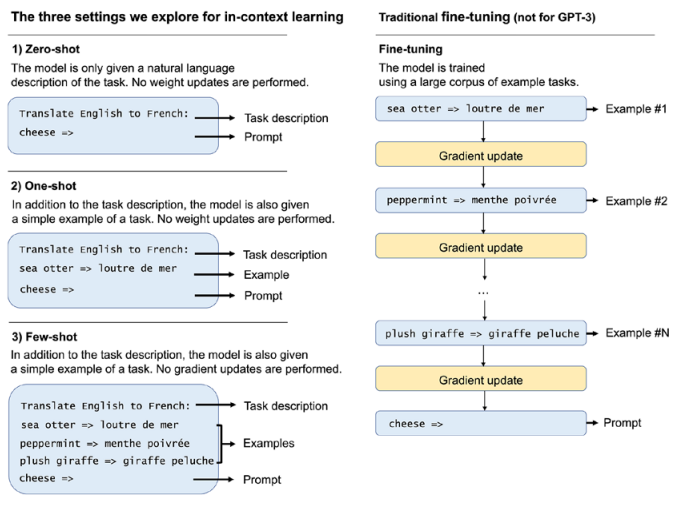 The three settings we explore for in-context learning
1) Zero-shot
The model is only given a natural language
description of the task. No weight updates are performed.
Translate English to French:
Task description
cheese =>
Prompt
2) One-shot
In addition to the task description, the model is also given
a simple example of a task. No weight updates are performed.
Translate English to French:
Task description
sea otter => loutre de mer
Example
cheese =>
Prompt
3) Few-shot
In addition to the task description, the model is also given
a simple example of a task. No gradient updates are performed.
Translate English to French:
Task description
sea otter => loutre de mer
peppermint => menthe poivrée
Examples
plush giraffe => giraffe peluche
cheese =>
Prompt
Traditional fine-tuning (not for GPT-3)
Fine-tuning
The model is trained
using a large corpus of example tasks.
sea otter => loutre de mer
Example #1
Gradient update
peppermint => menthe poivrée
Example #2
Gradient update
...
plush giraffe => giraffe peluche
Example #N
Gradient update
cheese =>
Prompt